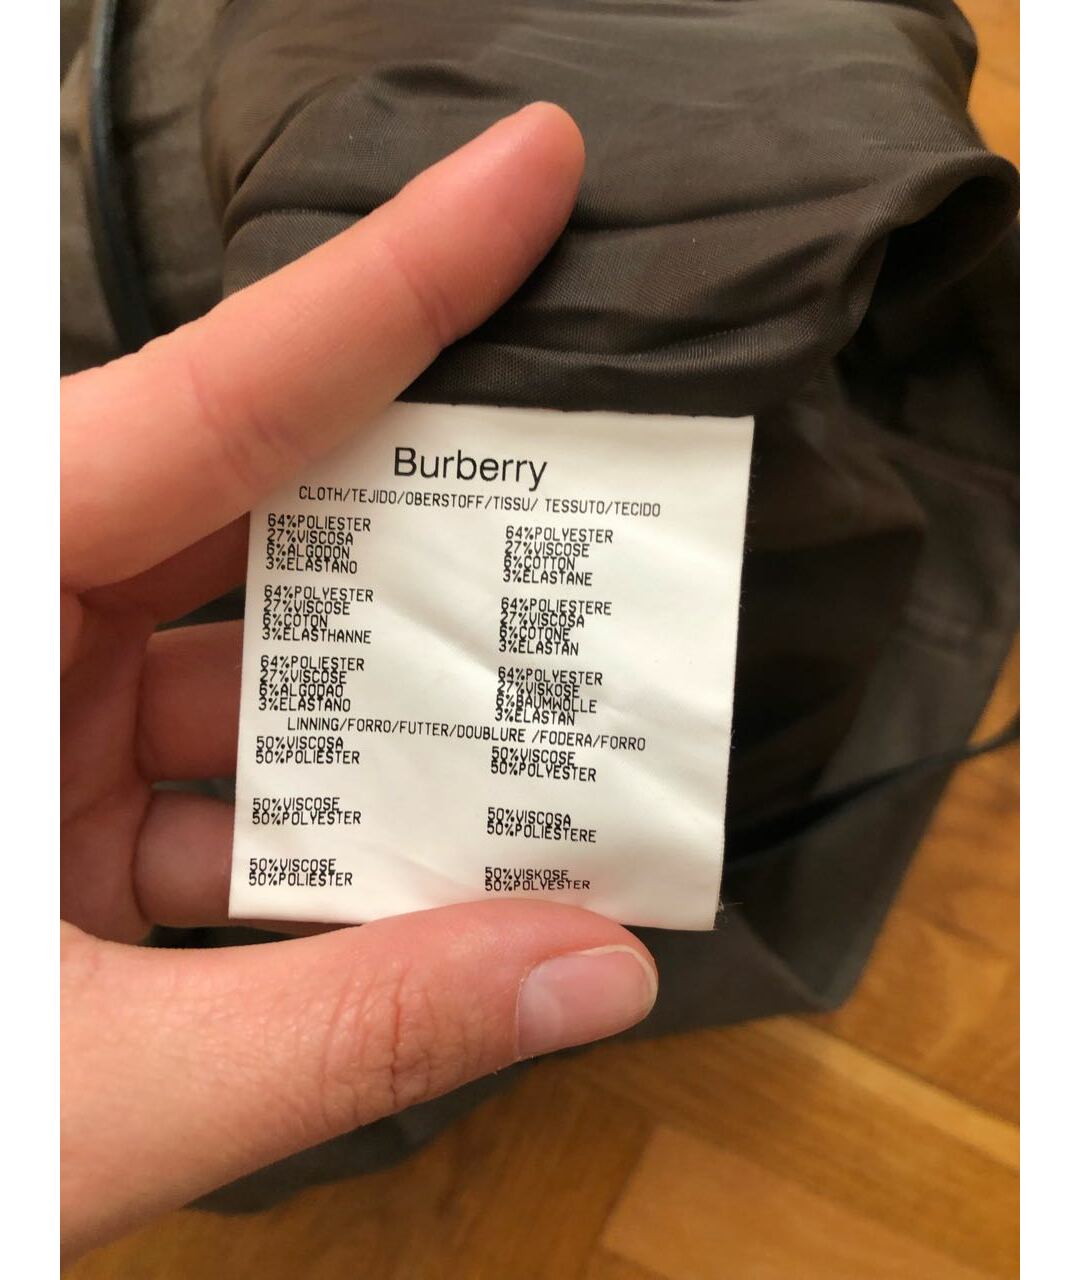 Burberry
CLOTH/TEJIDO/OBERSTOFF/TISSU/ TESSUTO/TECIDO
64%POLIESTER
27%VISCOSA
6%ALGODON
3%ELASTANO
64%POLYESTER
27%VISCOSE
6%COTTON
3%ELASTANE
64%POLYESTER
27%VISCOSE
6%COTON
3%ELASTHANNE
64%POLIESTERE
27%VISCOSA
6%COTONE
3%ELASTAN
64%POLIESTER
27%VISCOSE
6%ALGODAO
3%ELASTANO
64%POLYESTER
27%VISKOSE
6%BAUMWOLLE
3%ELASTAN
LINNING/FORRO/FUTTER/DOUBLURE /FODERA/FORRO
50%VISCOSA
50%POLIESTER
50%VISCOSE
50%POLYESTER
50%VISCOSE
50%POLYESTER
50%VISCOSA
50%POLIESTERE
50%VISCOSE
50%POLIESTER
50%VISKOSE
50%POLYESTER